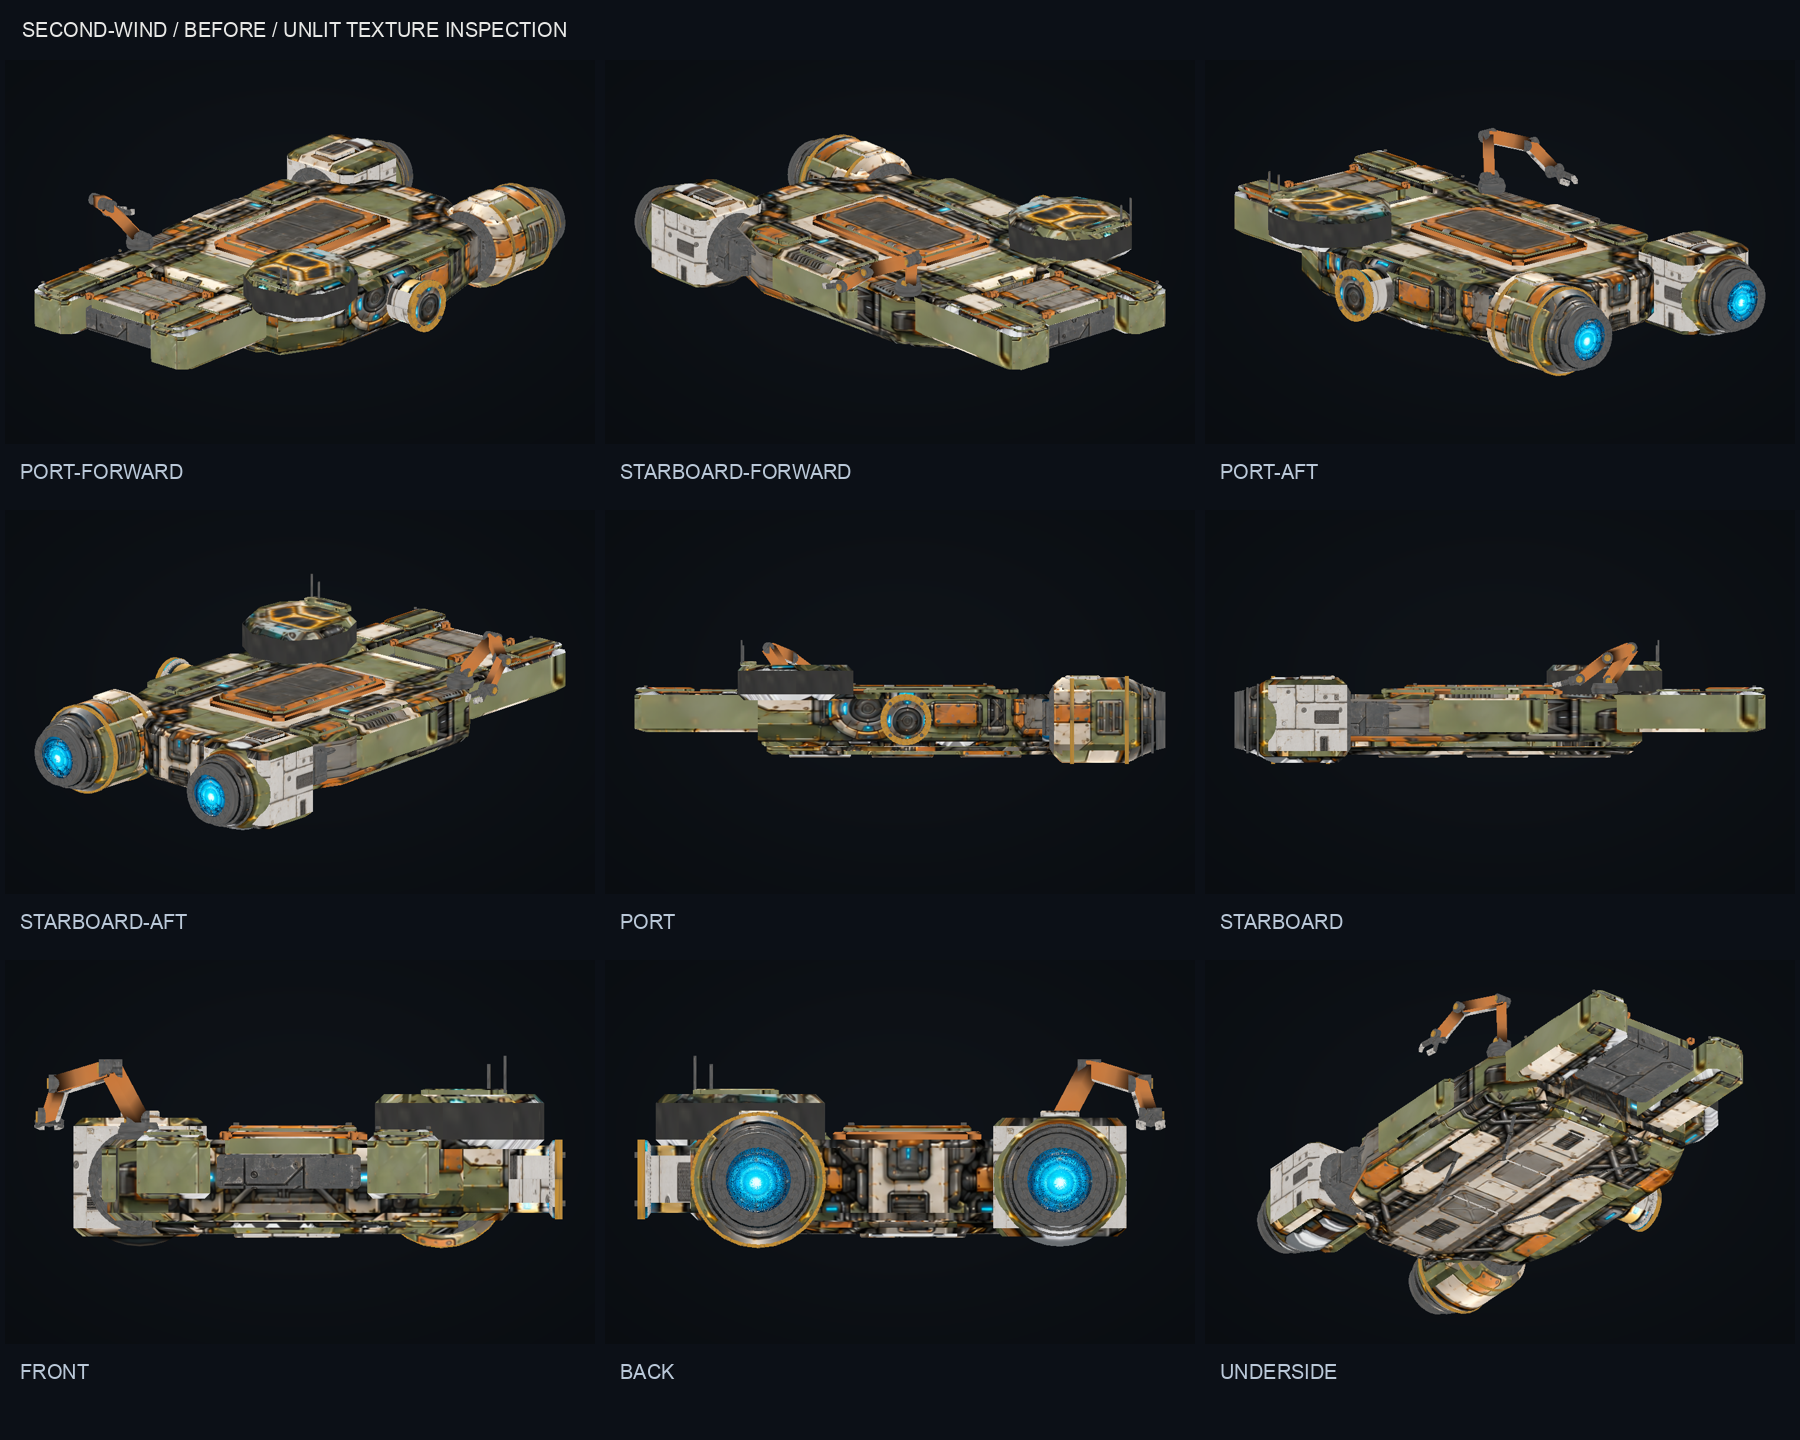 SECOND-WIND / BEFORE / UNLIT TEXTURE INSPECTION
PORT-FORWARD
STARBOARD-FORWARD
PORT-AFT
STARBOARD-AFT
PORT
STARBOARD
FRONT
BACK
UNDERSIDE